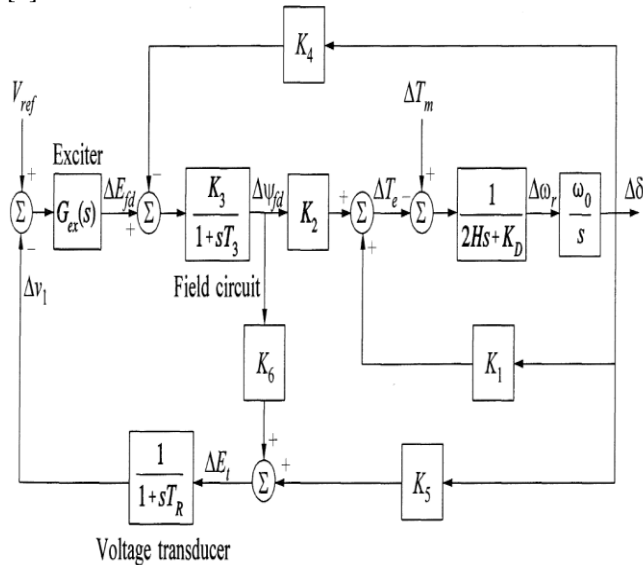 K4
Vref
ΔTm
Exciter
+
ΔEfd
−
K3
Δψfd
+
ΔTe
−
1
Δωr
ω0
Δδ
Σ
Gex(s)
+
Σ
1+sT3
K2
Σ
Σ
2Hs+KD
s
−
+
Δv1
Field circuit
K6
K1
+
1
ΔEt
+
1+sTR
Σ
K5
Voltage transducer